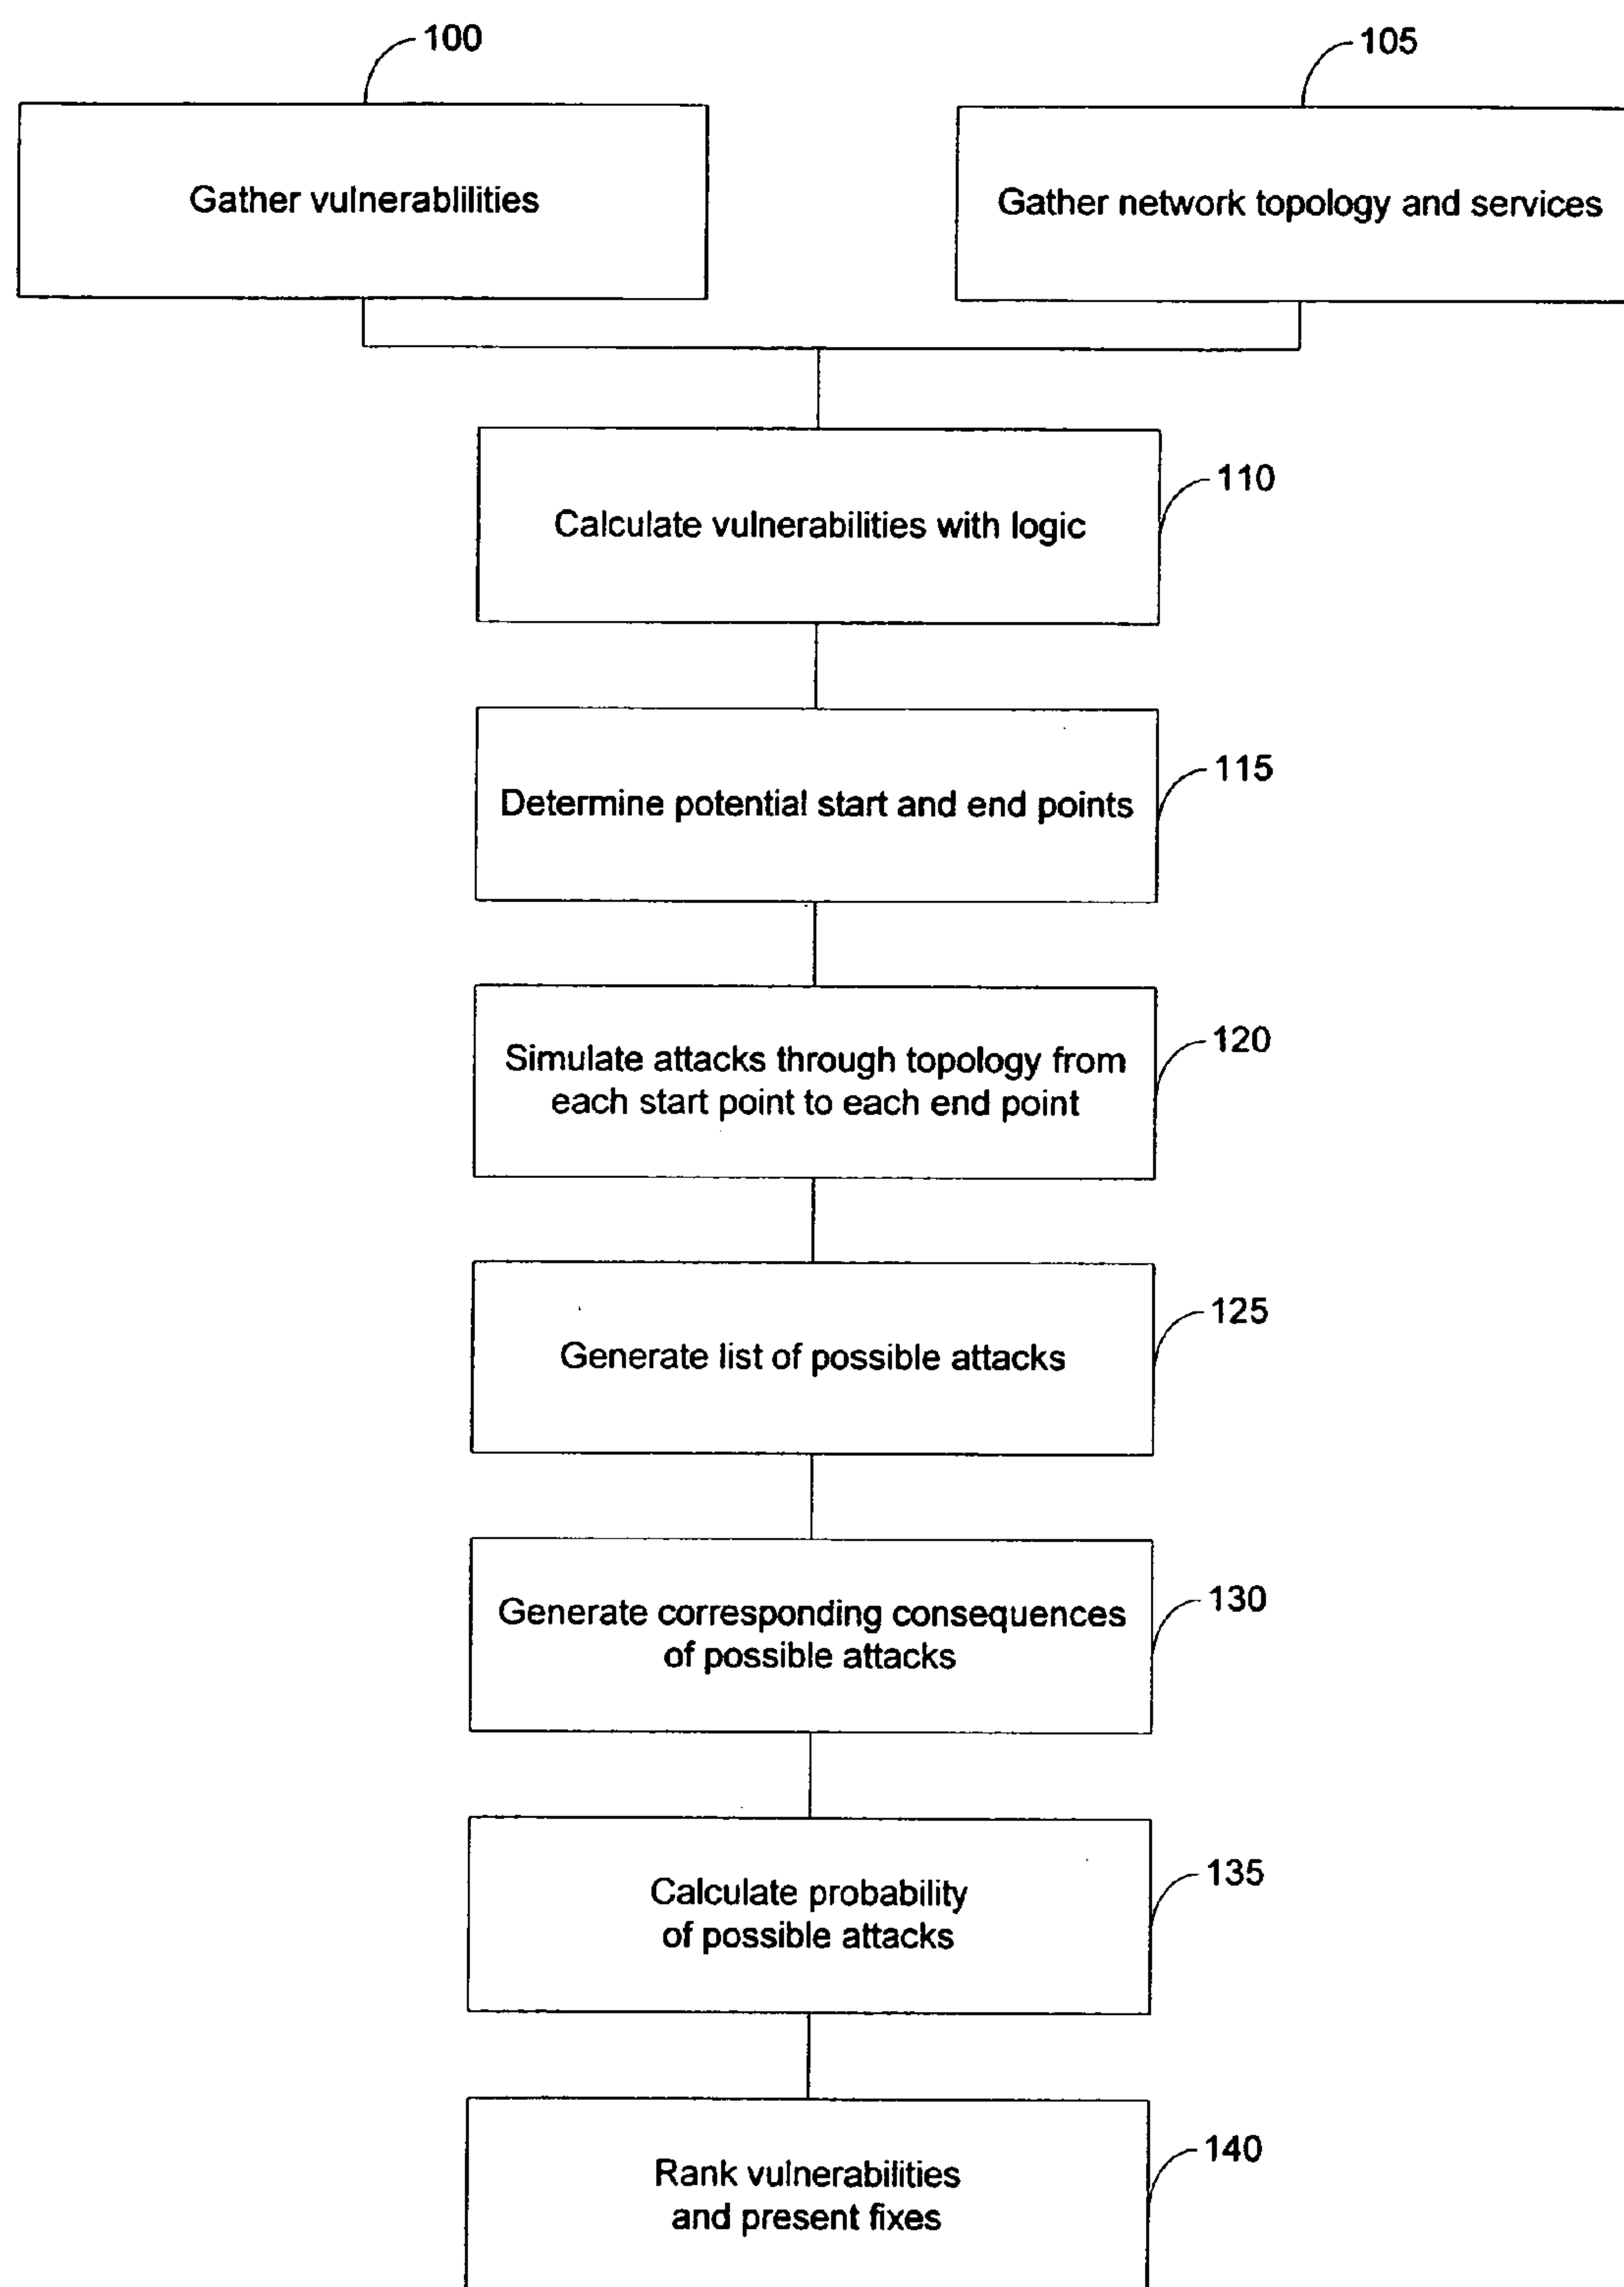 100
105
Gather vulnerablilities
Gather network topology and services
110
Calculate vulnerabilities with logic
115
Determine potential start and end points
120
Simulate attacks through topology from
each start point to each end point
125
Generate list of possible attacks
130
Generate corresponding consequences
of possible attacks
135
Calculate probability
of possible attacks
140
Rank vulnerabilities
and present fixes